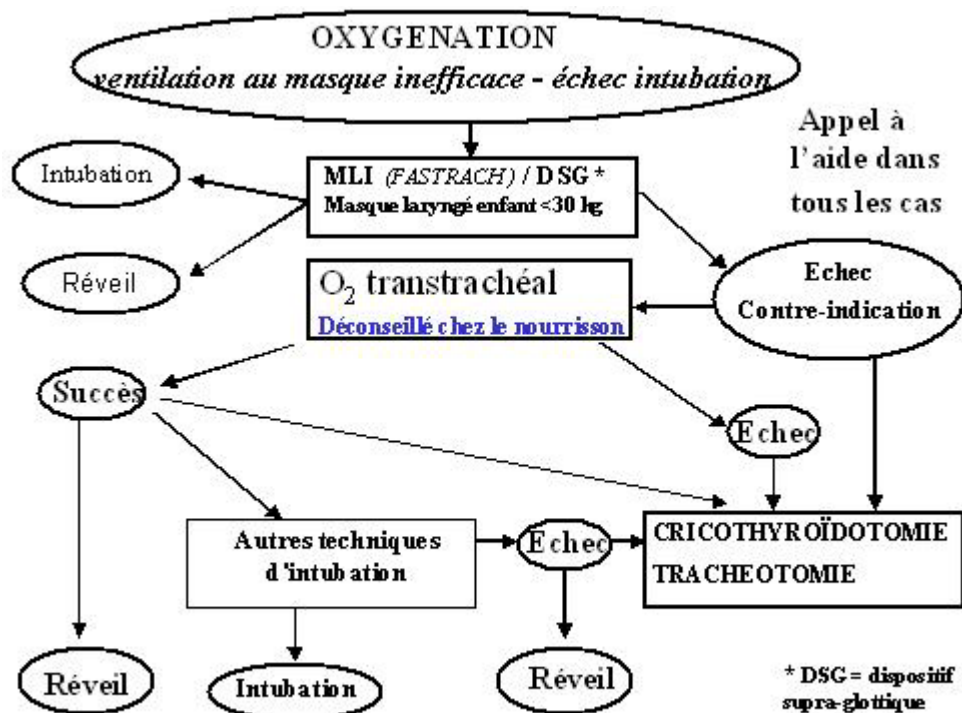 OXYGENATION
ventilation au masque inefficace - échec intubation
Appel à
l'aide dans
tous les cas
Intubation
MLI (FASTRACH) / DSG *
Masque laryngé enfant <30 kg
Réveil
Echec
Contre-indication
O₂ transtrachéal
Déconseillé chez le nourrisson
Succès
Echec
Autres techniques
d'intubation
Echec
CRICOTHYROÏDOTOMIE
TRACHEOTOMIE
Réveil
Intubation
Réveil
* DSG = dispositif
supra-glottique